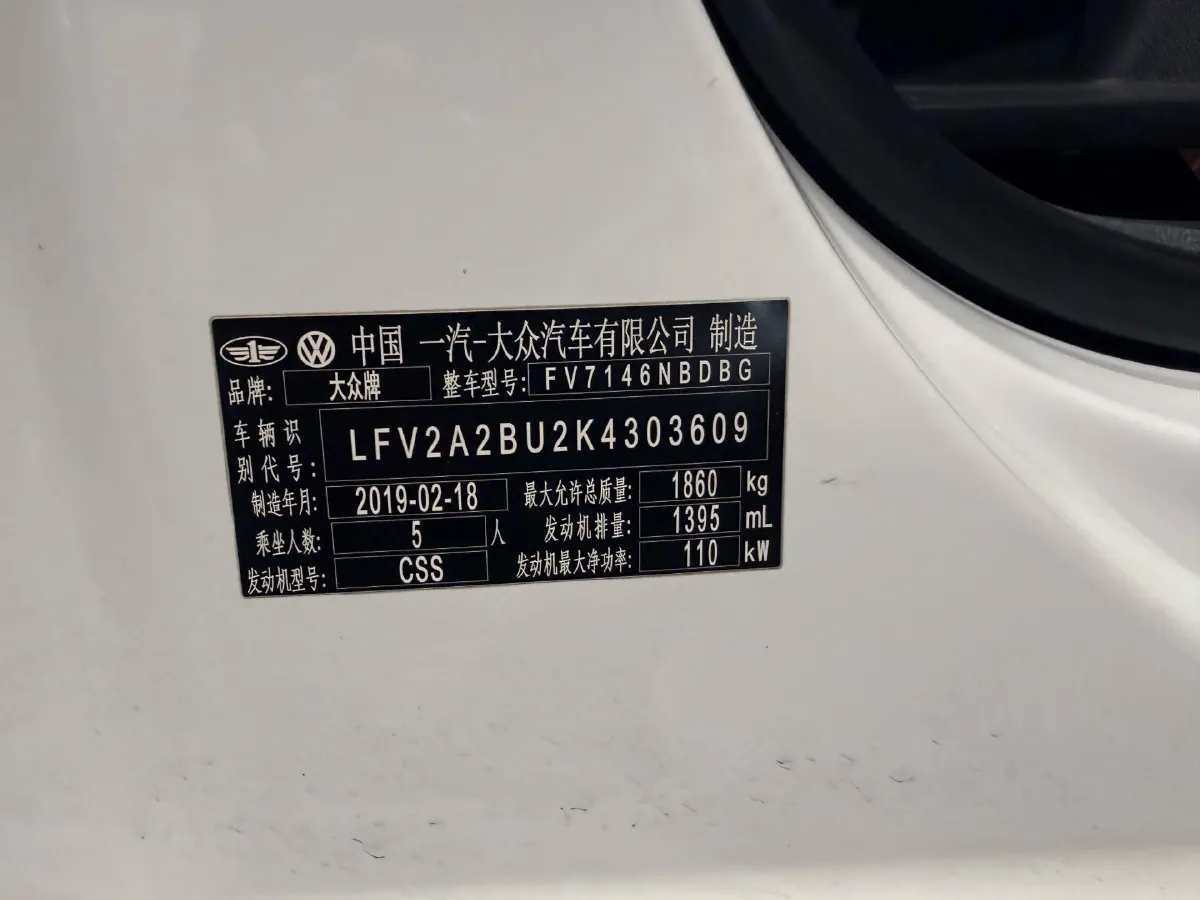 中国 一汽-大众汽车有限公司 制造
品牌: 大众牌 整车型号: FV7146NBDBG
车辆识别代号: LFV2A2BU2K4303609
制造年月: 2019-02-18 最大允许总质量: 1860 kg
乘坐人数: 5 人 发动机排量: 1395 mL
发动机型号: CSS 发动机最大净功率: 110 kW